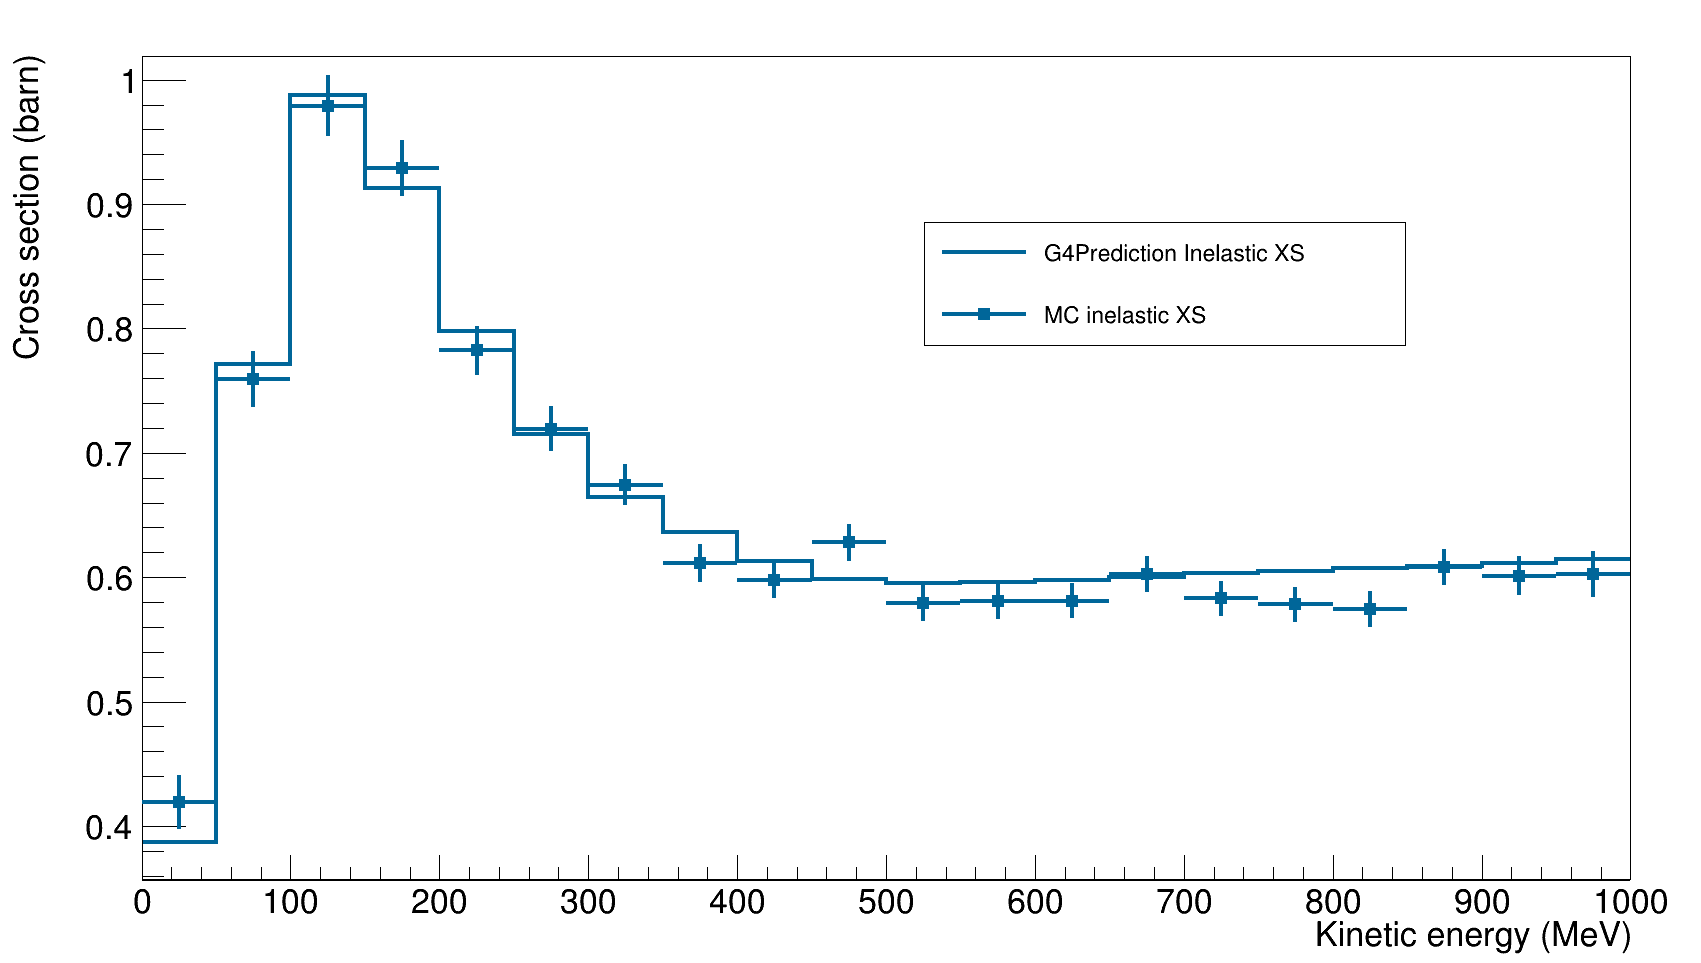 Cross section (barn)
1
0.9
0.8
0.7
0.6
0.5
0.4
G4Prediction Inelastic XS
MC inelastic XS
0 100 200 300 400 500 600 700 800 900 1000
Kinetic energy (MeV)